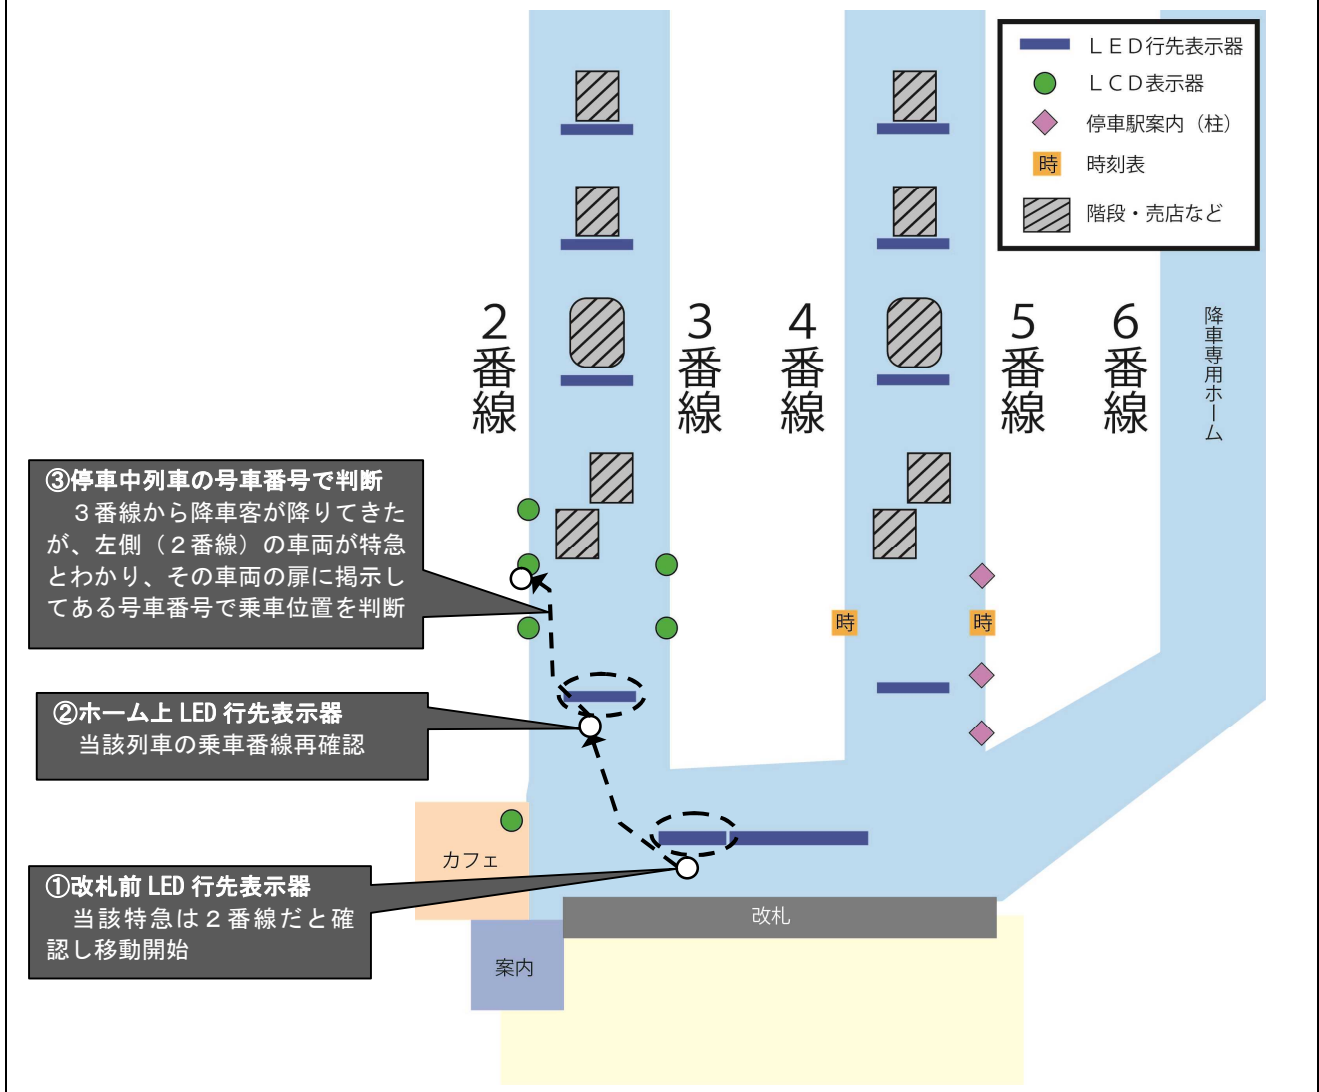 ＬＥＤ行先表示器
ＬＣＤ表示器
停車駅案内（柱）
時 時刻表
階段・売店など
２番線
３番線
４番線
５番線
６番線
降車専用ホーム
③停車中列車の号車番号で判断
３番線から降車客が降りてきた
が、左側（２番線）の車両が特急
とわかり、その車両の扉に掲示し
てある号車番号で乗車位置を判断
時
時
②ホーム上 LED 行先表示器
当該列車の乗車番線再確認
カフェ
①改札前 LED 行先表示器
当該特急は２番線だと確
認し移動開始
改札
案内